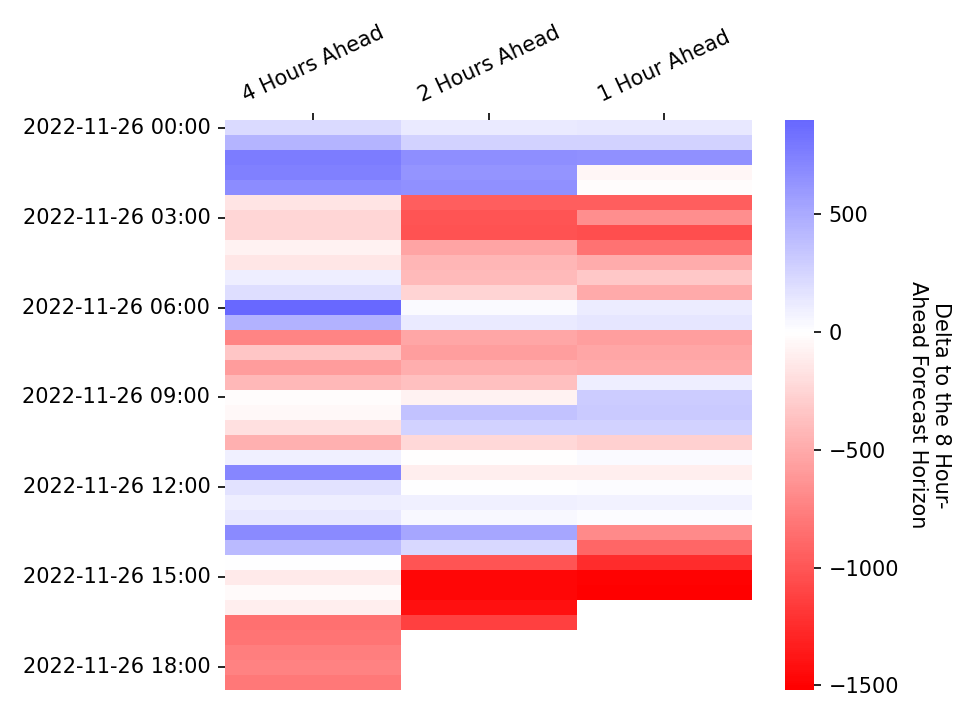 4 Hours Ahead
2 Hours Ahead
1 Hour Ahead
2022-11-26 00:00
2022-11-26 03:00
2022-11-26 06:00
2022-11-26 09:00
2022-11-26 12:00
2022-11-26 15:00
2022-11-26 18:00
500
0
−500
−1000
−1500
Delta to the 8 Hour-
Ahead Forecast Horizon